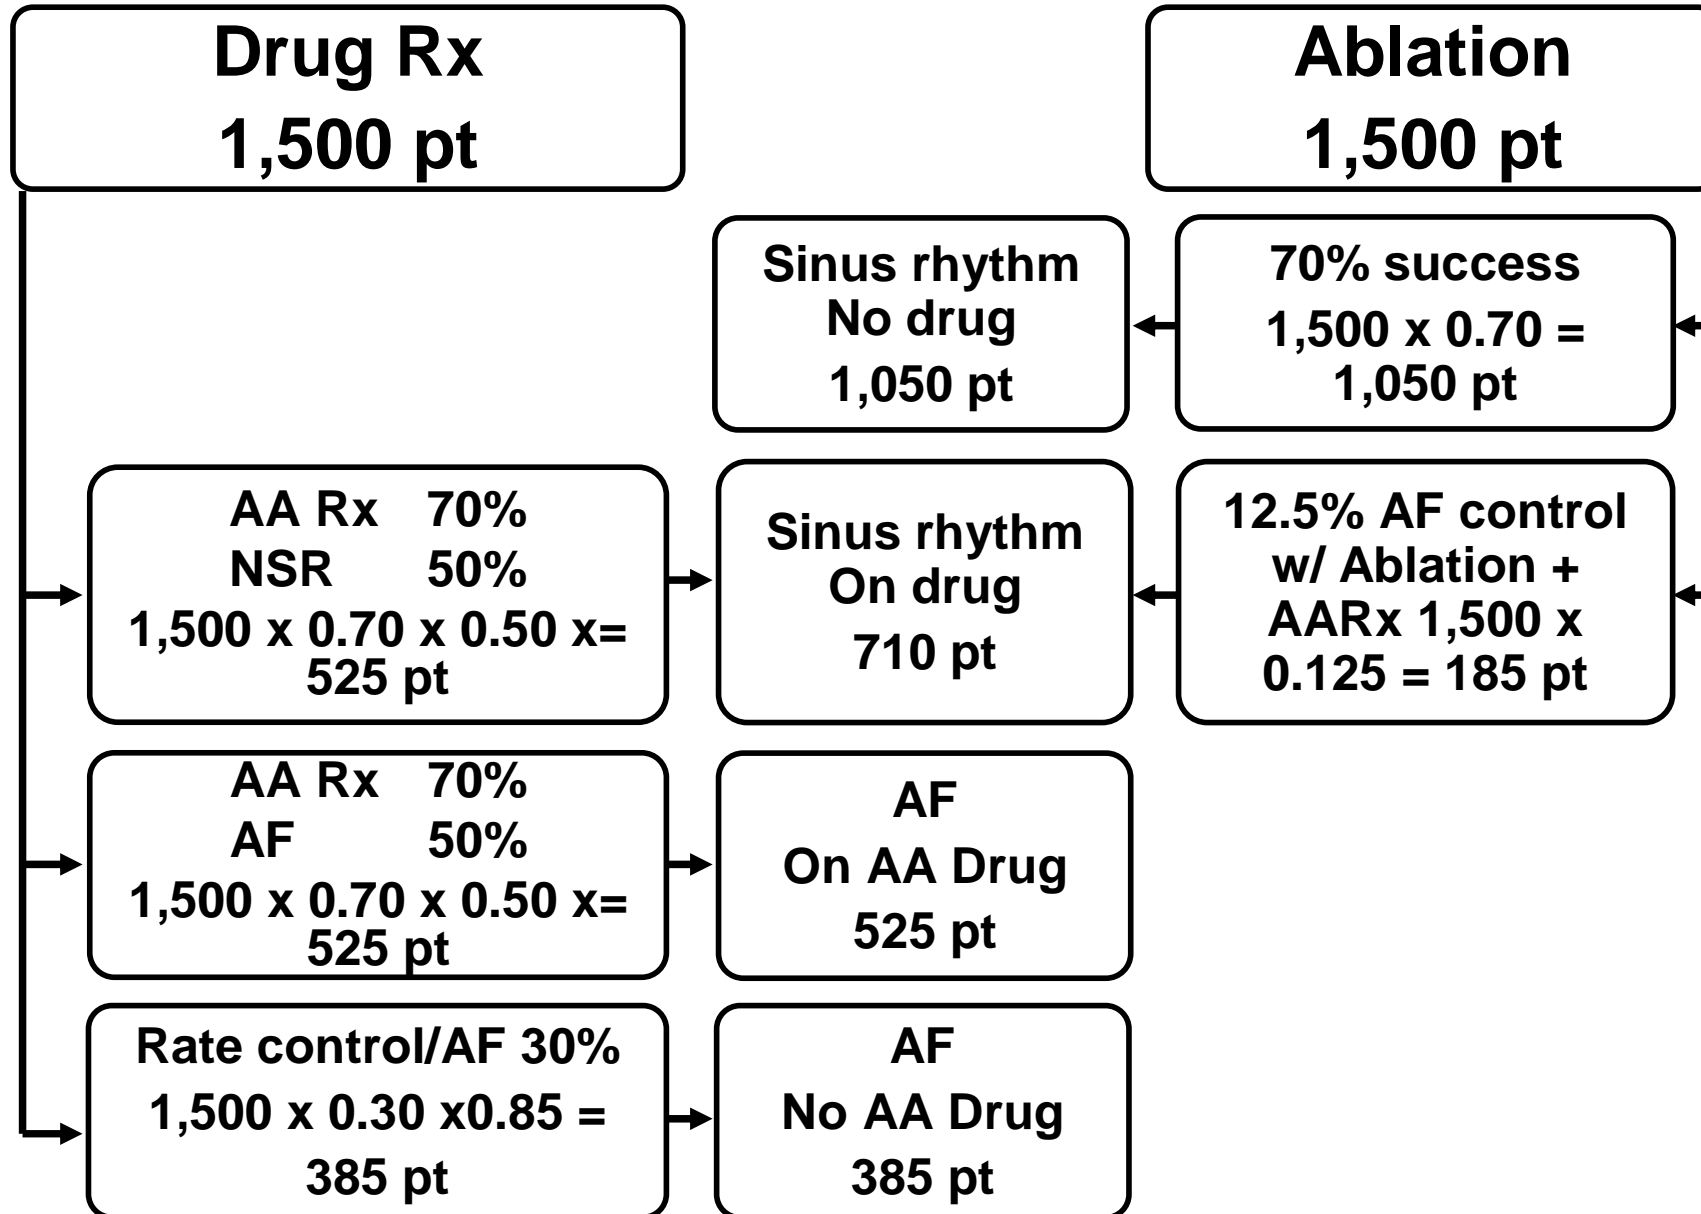 Drug Rx
1,500 pt
Ablation
1,500 pt
Sinus rhythm
No drug
1,050 pt
70% success
1,500 x 0.70 =
1,050 pt
AA Rx 70%
NSR 50%
1,500 x 0.70 x 0.50 x=
525 pt
Sinus rhythm
On drug
710 pt
12.5% AF control
w/ Ablation +
AARx 1,500 x
0.125 = 185 pt
AA Rx 70%
AF 50%
1,500 x 0.70 x 0.50 x=
525 pt
AF
On AA Drug
525 pt
Rate control/AF 30%
1,500 x 0.30 x0.85 =
385 pt
AF
No AA Drug
385 pt